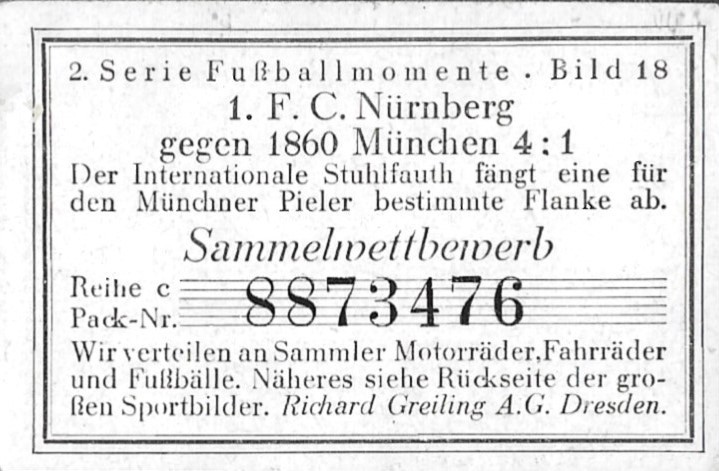 2. Serie Fußballmomente . Bild 18
1. F. C. Nürnberg
gegen 1860 München 4 : 1
Der Internationale Stuhlfauth fängt eine für
den Münchner Pieler bestimmte Flanke ab.
Sammelwettbewerb
Reihe c
Pack-Nr. 8873476
Wir verteilen an Sammler Motorräder, Fahrräder
und Fußbälle. Näheres siehe Rückseite der gro-
ßen Sportbilder. Richard Greiling A.G. Dresden.